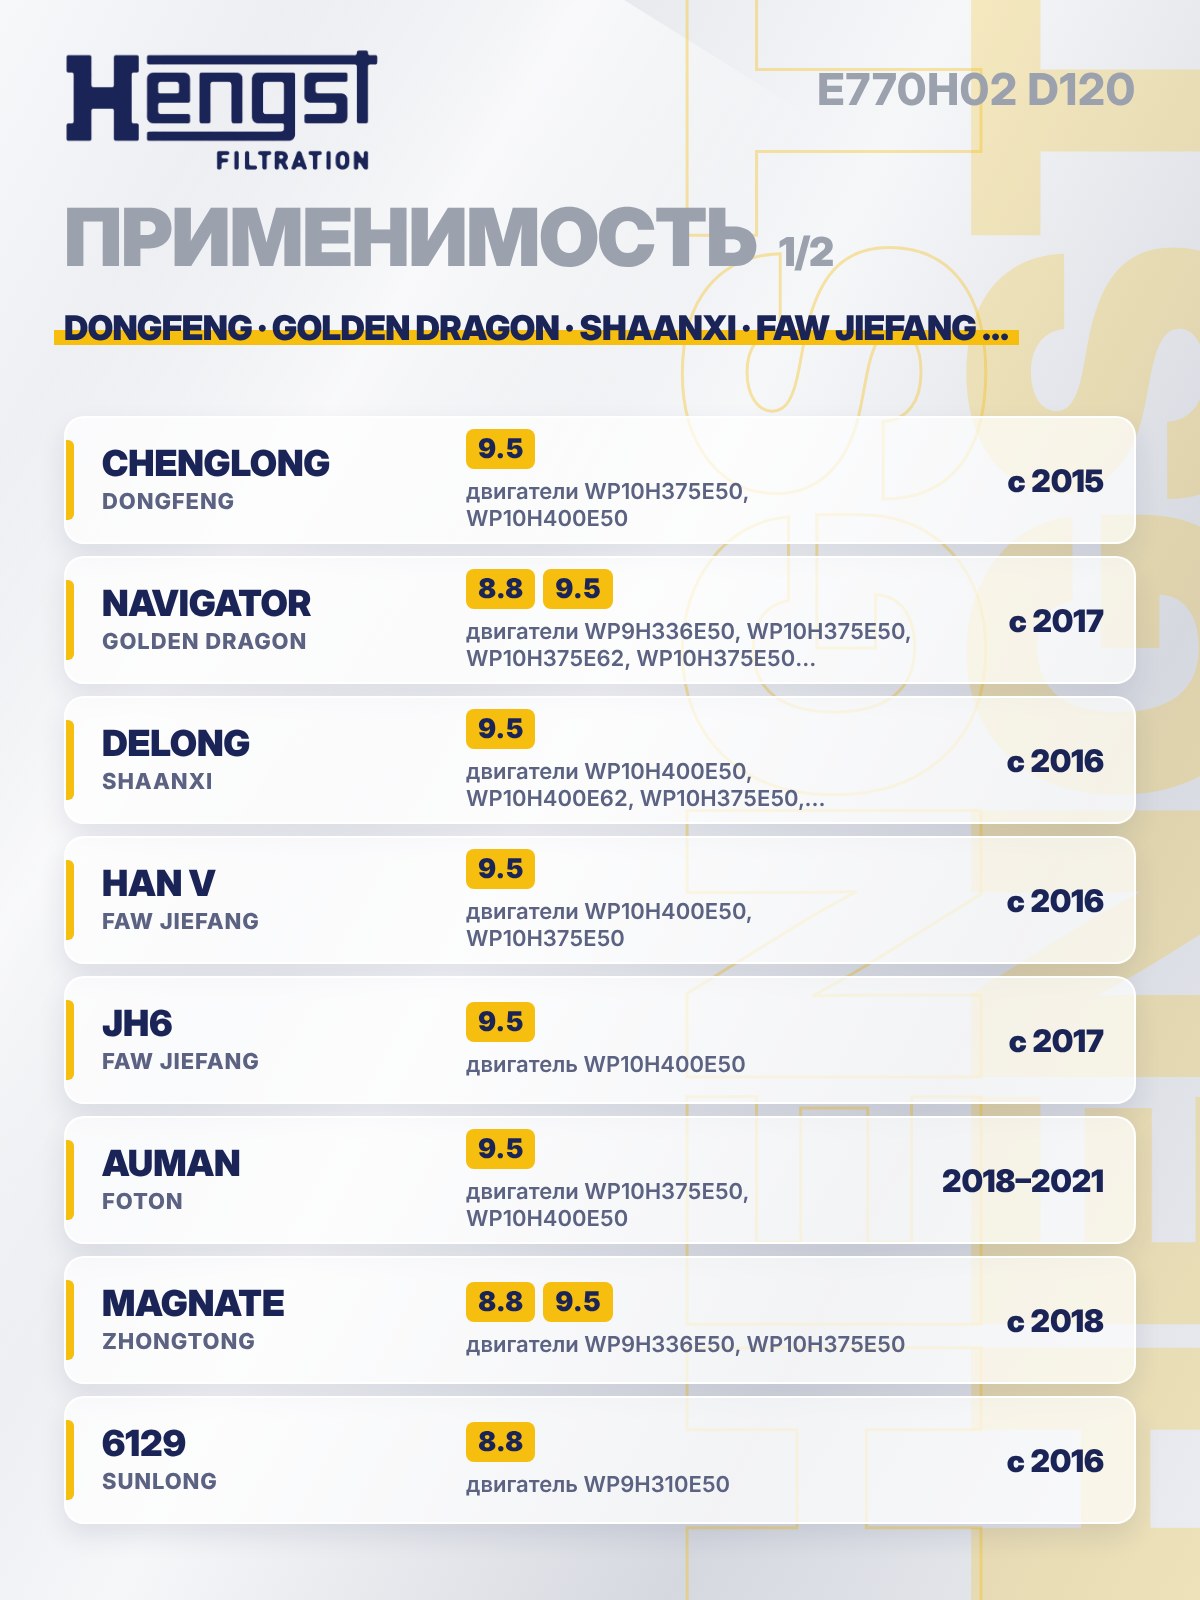 Hengst
FILTRATION
E770H02 D120
ПРИМЕНИМОСТЬ 1/2
DONGFENG · GOLDEN DRAGON · SHAANXI · FAW JIEFANG ...
CHENGLONG
DONGFENG
9.5
двигатели WP10H375E50,
WP10H400E50
с 2015
NAVIGATOR
GOLDEN DRAGON
8.8 9.5
двигатели WP9H336E50, WP10H375E50,
WP10H375E62, WP10H375E50...
с 2017
DELONG
SHAANXI
9.5
двигатели WP10H400E50,
WP10H400E62, WP10H375E50,...
с 2016
HAN V
FAW JIEFANG
9.5
двигатели WP10H400E50,
WP10H375E50
с 2016
JH6
FAW JIEFANG
9.5
двигатель WP10H400E50
с 2017
AUMAN
FOTON
9.5
двигатели WP10H375E50,
WP10H400E50
2018–2021
MAGNATE
ZHONGTONG
8.8 9.5
двигатели WP9H336E50, WP10H375E50
с 2018
6129
SUNLONG
8.8
двигатель WP9H310E50
с 2016
HENGST
HENGST